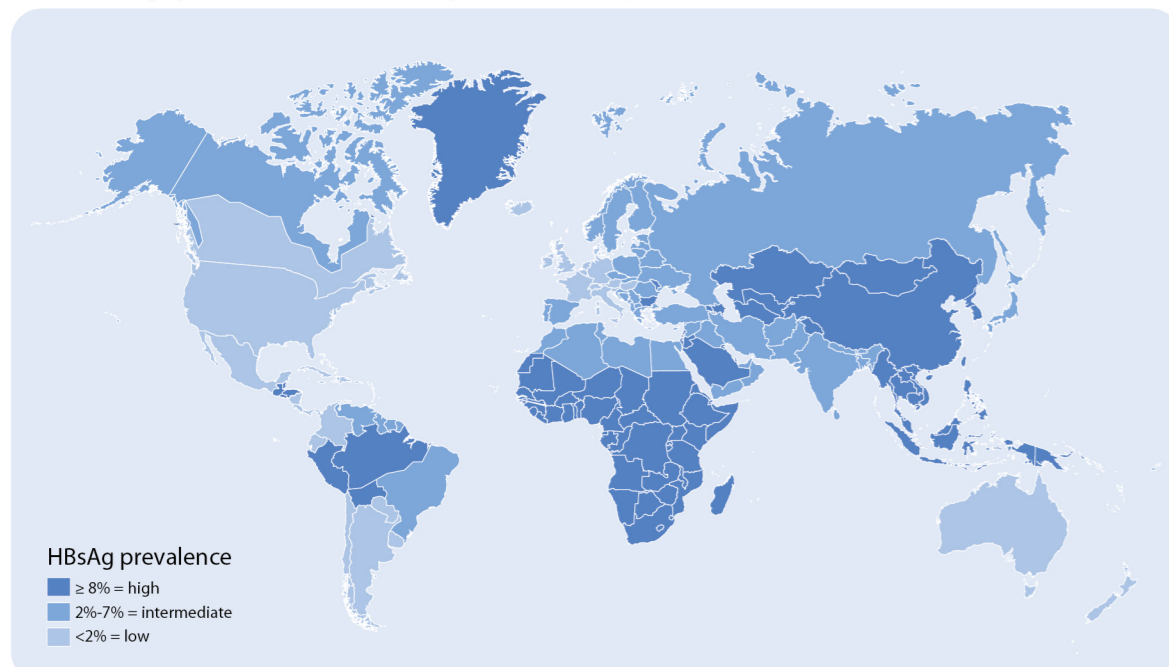 HBsAg prevalence
≥ 8% = high
2%-7% = intermediate
<2% = low